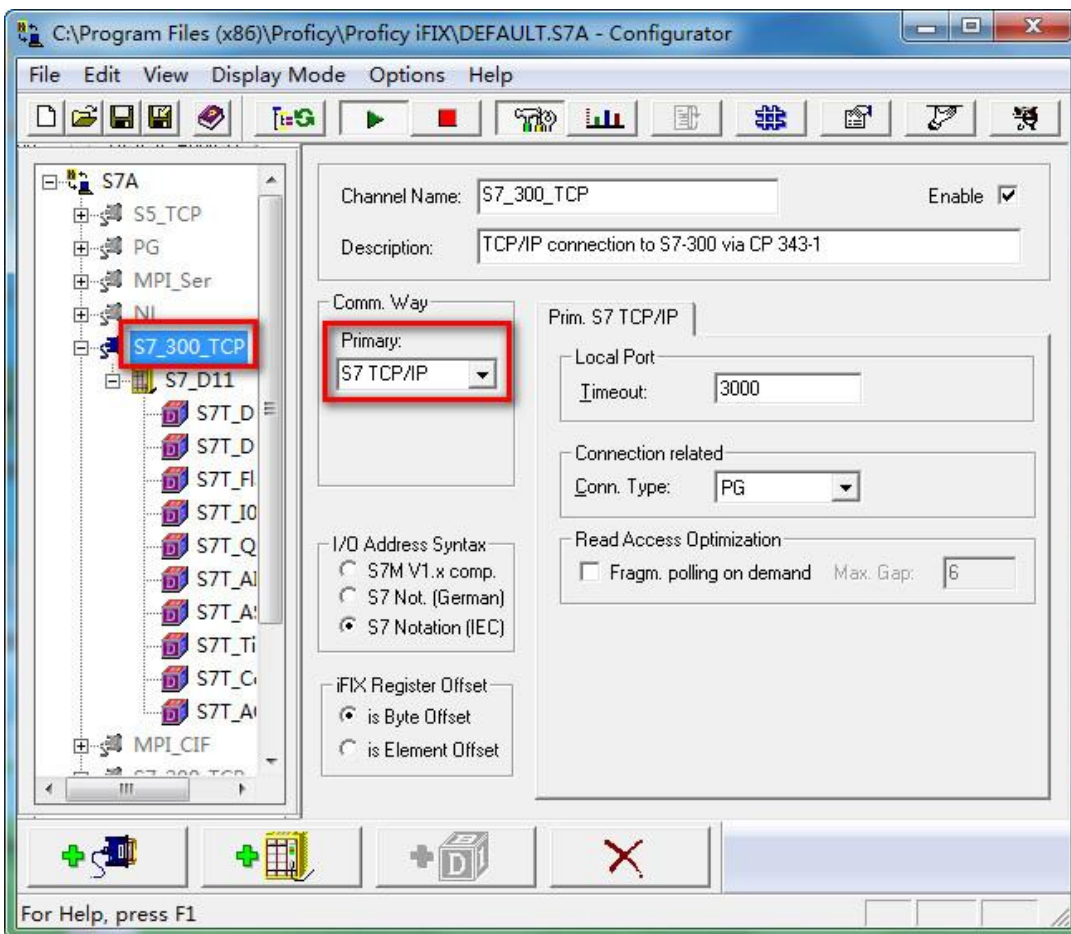 C:\Program Files (x86)\Proficy\Proficy iFIX\DEFAULT.S7A - Configurator
File Edit View Display Mode Options Help
S7A
S5_TCP
PG
MPI_Ser
NI
S7_300_TCP
S7_D11
S7T_D
S7T_D
S7T_Fl
S7T_I0
S7T_Q
S7T_AI
S7T_A
S7T_Ti
S7T_C
S7T_A
MPI_CIF
Channel Name: S7_300_TCP Enable
Description: TCP/IP connection to S7-300 via CP 343-1
Comm. Way
Primary:
S7 TCP/IP
I/O Address Syntax
S7M V1.x comp.
S7 Not. (German)
S7 Notation (IEC)
iFIX Register Offset
is Byte Offset
is Element Offset
Prim. S7 TCP/IP
Local Port
Timeout: 3000
Connection related
Conn. Type: PG
Read Access Optimization
Fragm. polling on demand Max. Gap: 6
For Help, press F1